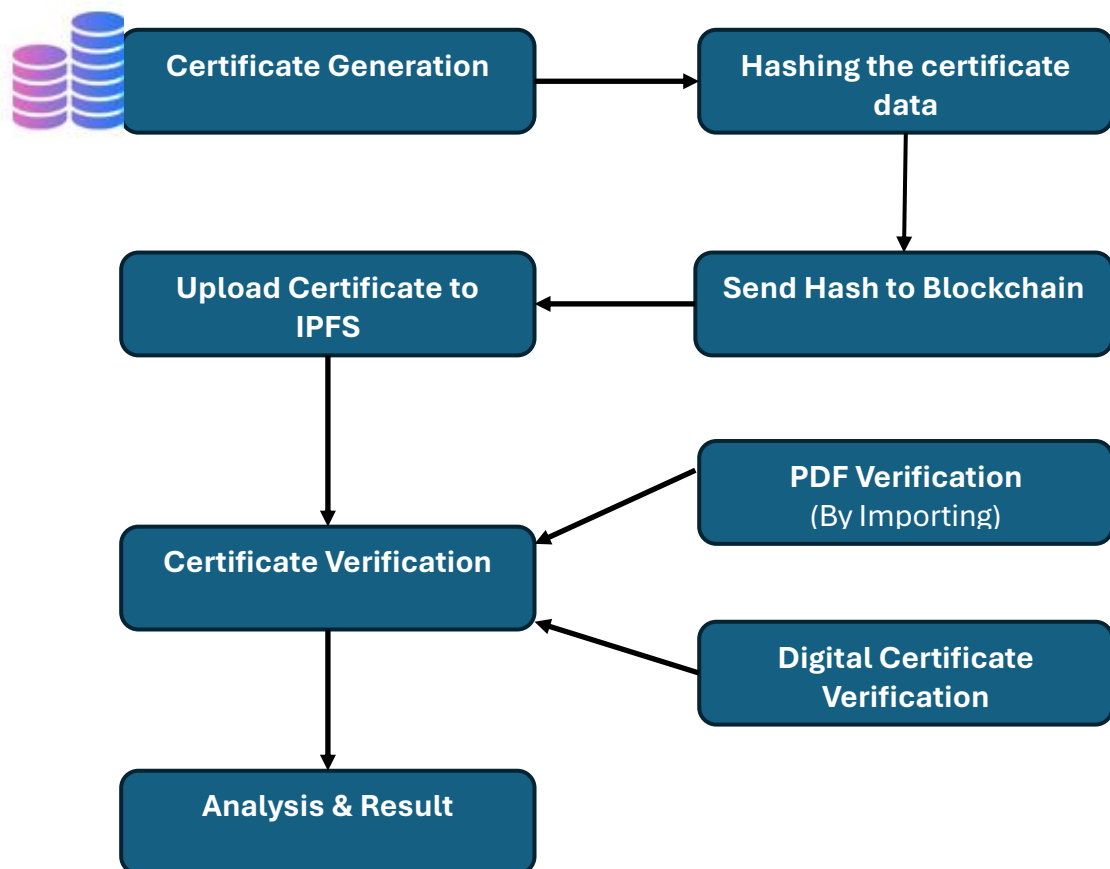 Certificate Generation
Hashing the certificate
data
Upload Certificate to
IPFS
Send Hash to Blockchain
PDF Verification
(By Importing)
Certificate Verification
Digital Certificate
Verification
Analysis & Result